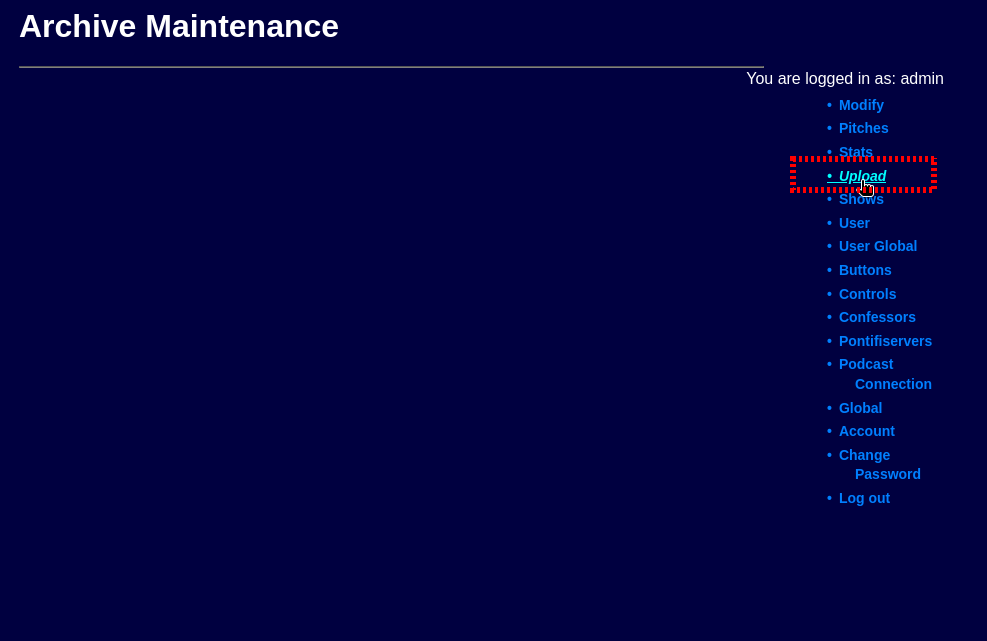 Archive Maintenance
You are logged in as: admin
• Modify
• Pitches
• Stats
• Upload
• Shows
• User
• User Global
• Buttons
• Controls
• Confessors
• Pontifiservers
• Podcast
Connection
• Global
• Account
• Change
Password
• Log out